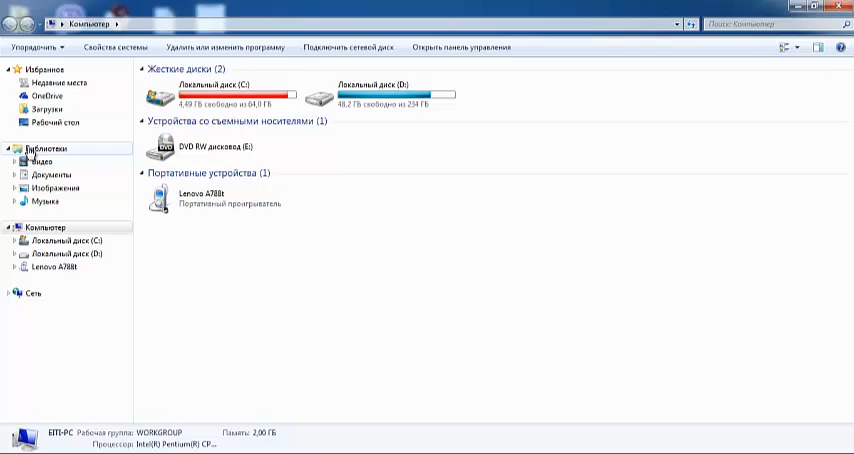 Компьютер
Поиск: Компьютер
Упорядочить Свойства системы Удалить или изменить программу Подключить сетевой диск Открыть панель управления
Избранное
Недавние места
OneDrive
Загрузки
Рабочий стол
Библиотеки
Видео
Документы
Изображения
Музыка
Компьютер
Локальный диск (C:)
Локальный диск (D:)
Lenovo A788t
Сеть
Жесткие диски (2)
Локальный диск (C:)
4,49 ГБ свободно из 64,0 ГБ
Локальный диск (D:)
48,2 ГБ свободно из 234 ГБ
Устройства со съемными носителями (1)
DVD RW дисковод (E:)
DVD
Портативные устройства (1)
Lenovo A788t
Портативный проигрыватель
Рабочая группа: WORKGROUP Память: 2,00 ГБ
Процессор: Intel(R) Pentium(R) CP...